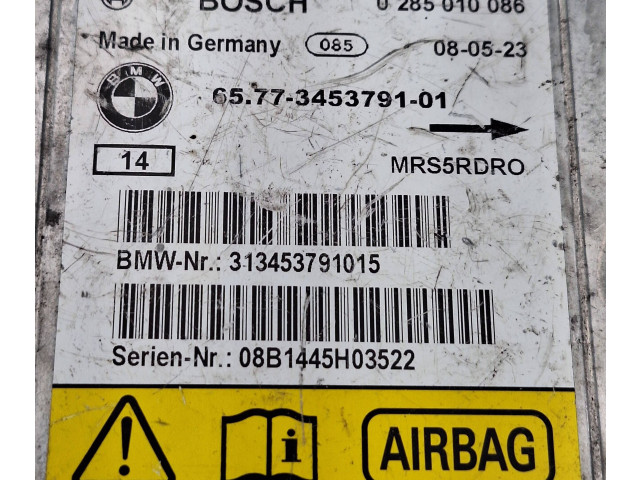 BOSCH 0 285 010 086
Made in Germany 085 08-05-23
BMW 65.77-3453791-01
14 MRS5RDRO
BMW-Nr.: 313453791015
Serien-Nr.: 08B1445H03522
! i AIRBAG